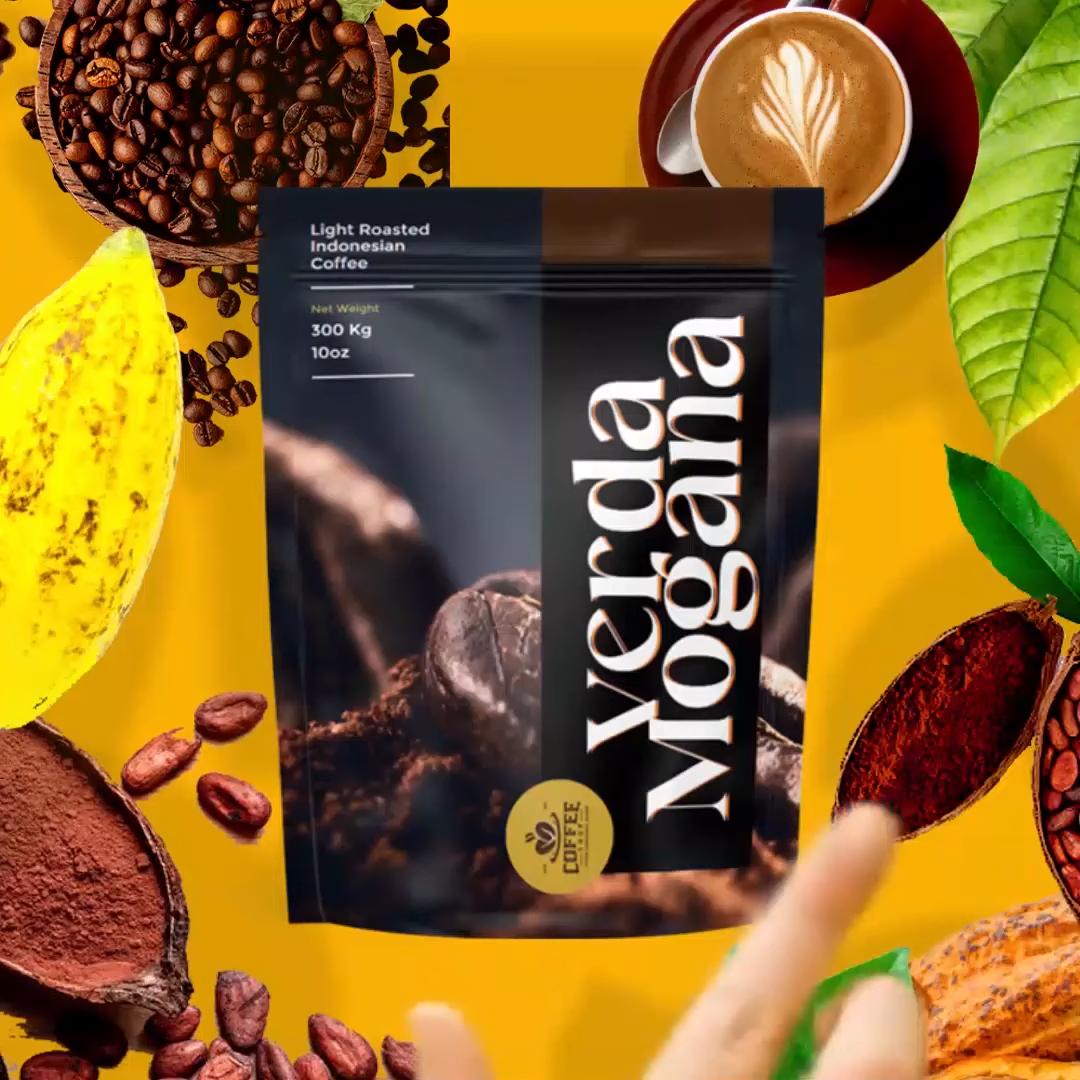 Light Roasted
Indonesian
Coffee
Net Weight
300 Kg
10oz
Verda
Mogana
COFFEE